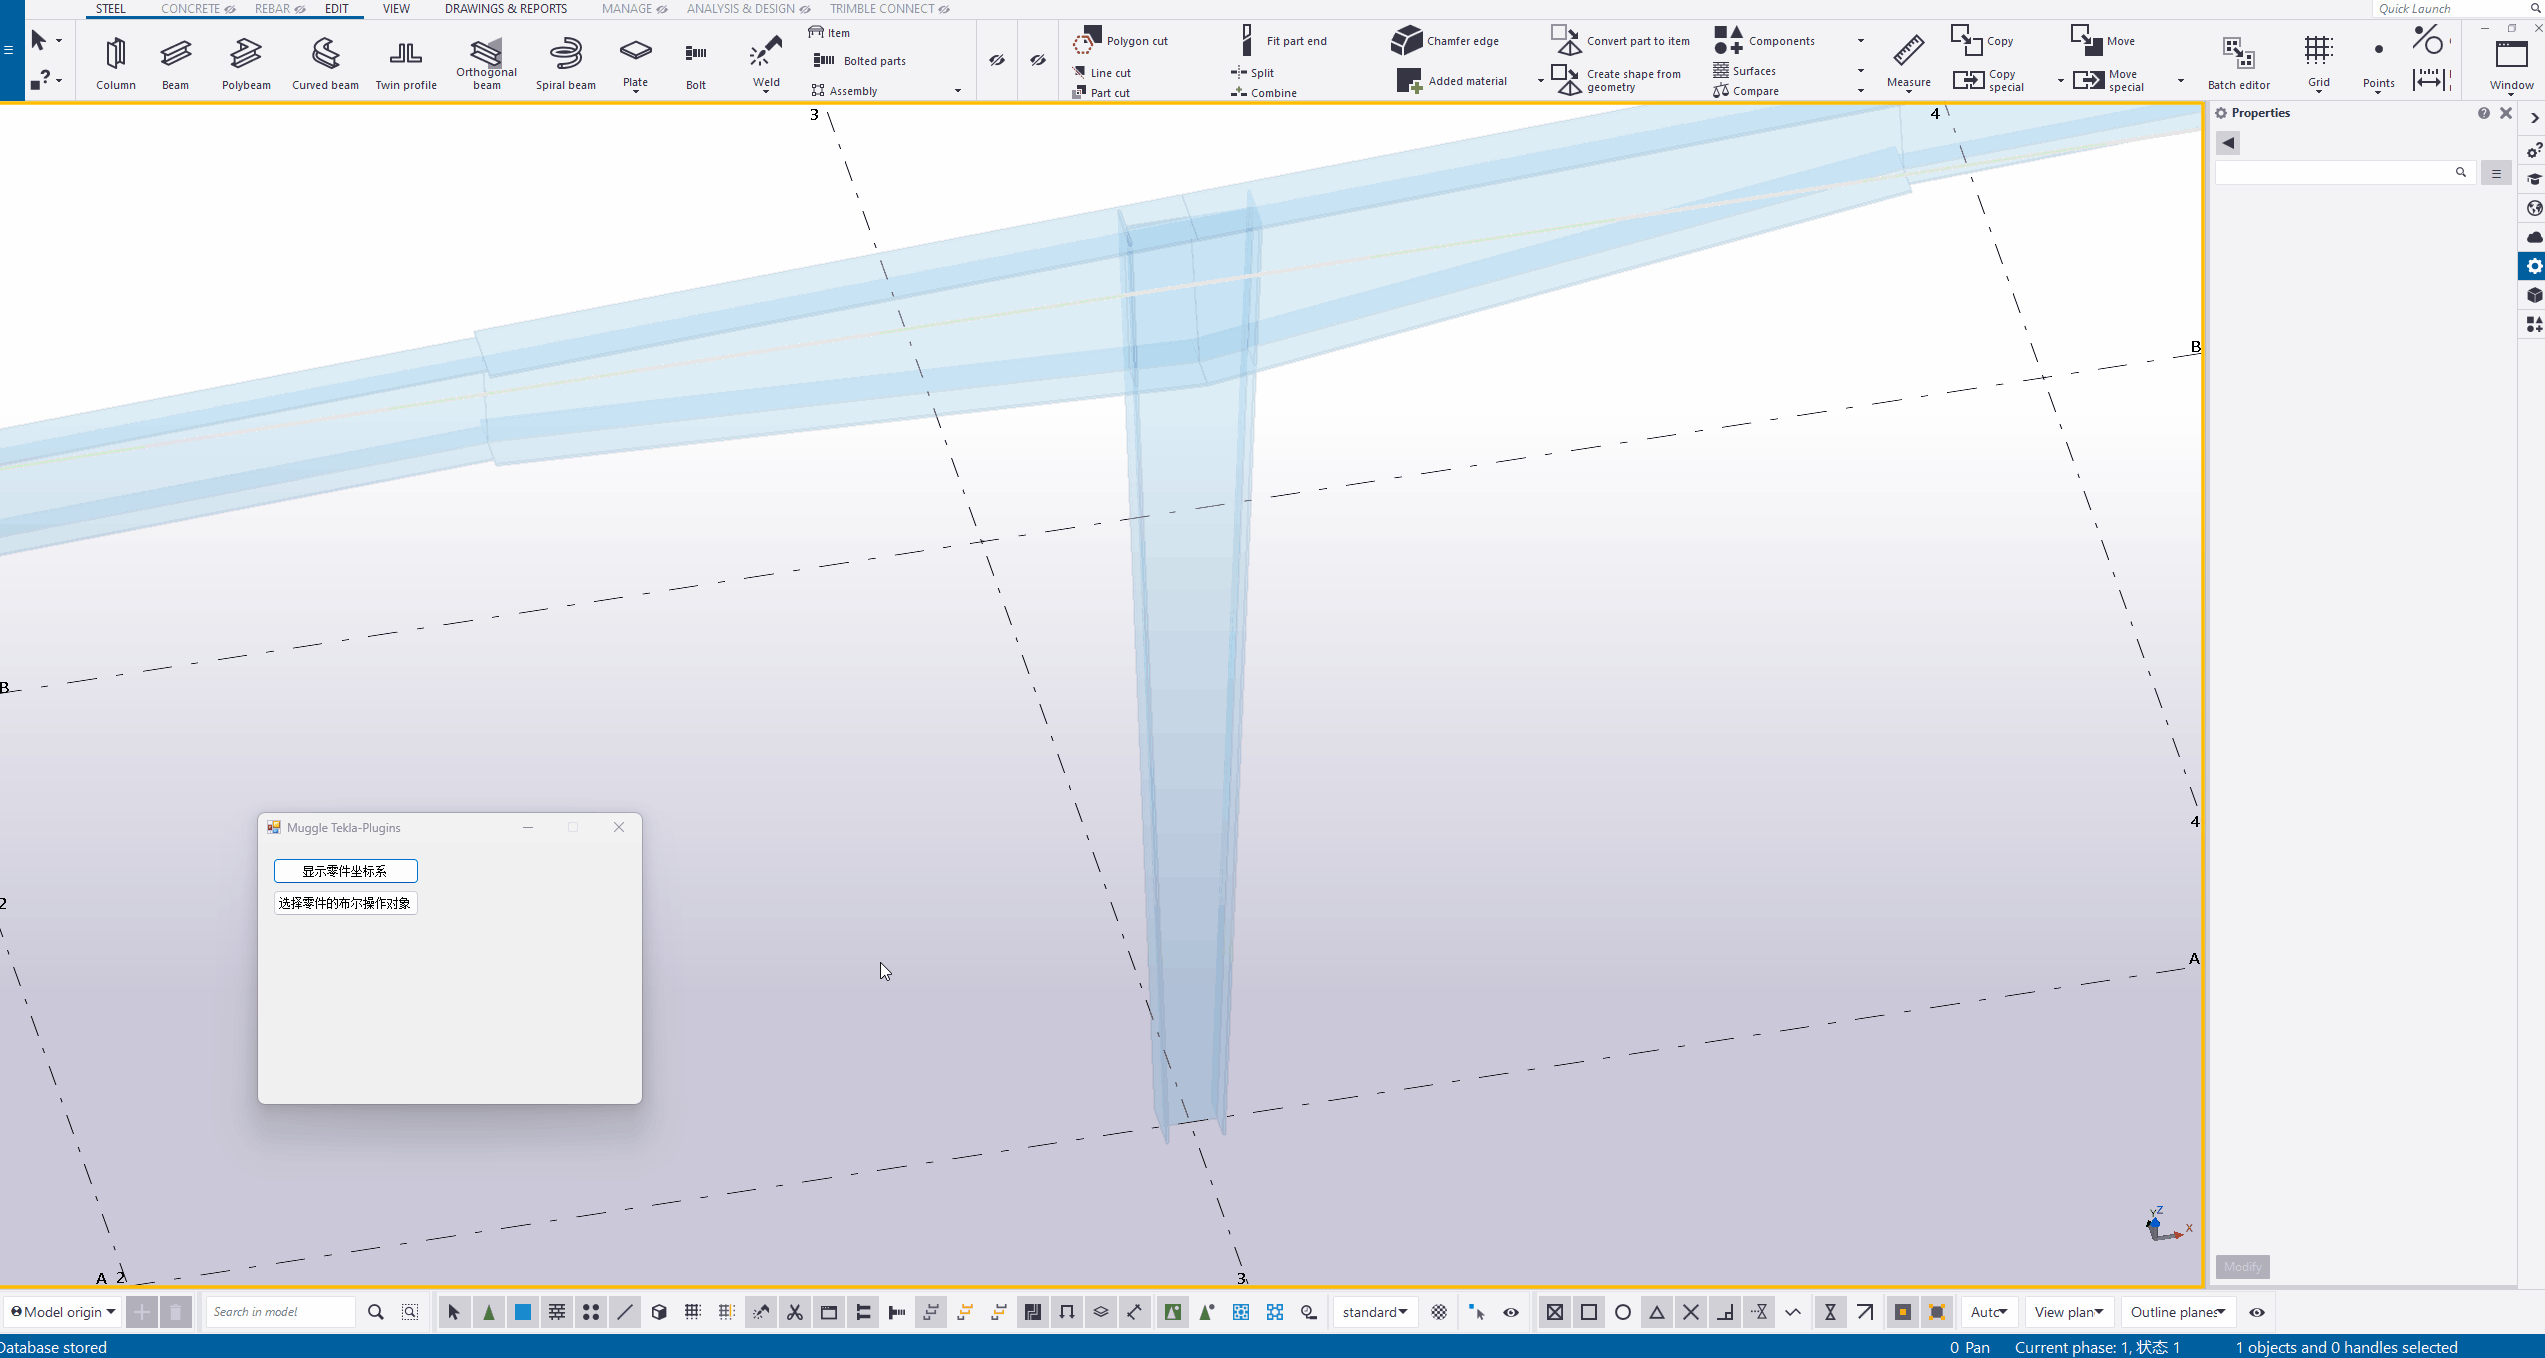 STEEL CONCRETE REBAR EDIT VIEW DRAWINGS & REPORTS MANAGE ANALYSIS & DESIGN TRIMBLE CONNECT Quick Launch
Column
Beam
Polybeam
Curved beam
Twin profile
Orthogonal
beam
Spiral beam
Plate
Bolt
Weld
Item
Bolted parts
Assembly
Polygon cut
Line cut
Part cut
Fit part end
Split
Combine
Chamfer edge
Added material
Convert part to item
Create shape from
geometry
Components
Surfaces
Compare
Measure
Copy
Copy
special
Move
Move
special
Batch editor
Grid
Points
Window
Properties
3
4
B
B
4
A
2
A 2
3
Muggle Tekla-Plugins
显示零件坐标系
选择零件的布尔操作对象
Z
Y
X
Modify
Model origin
Search in model
standard
Auto
View plan
Outline planes
Database stored
0 Pan Current phase: 1, 状态 1 1 objects and 0 handles selected